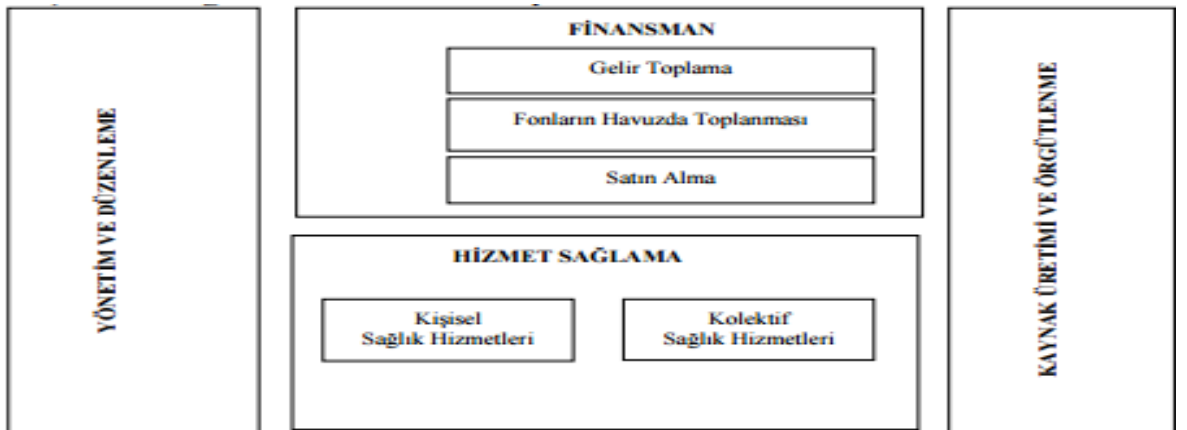 YÖNETİM VE DÜZENLEME
FİNANSMAN
Gelir Toplama
Fonların Havuzda Toplanması
Satın Alma
HİZMET SAĞLAMA
Kişisel
Sağlık Hizmetleri
Kolektif
Sağlık Hizmetleri
KAYNAK ÜRETİMİ VE ÖRGÜTLENME